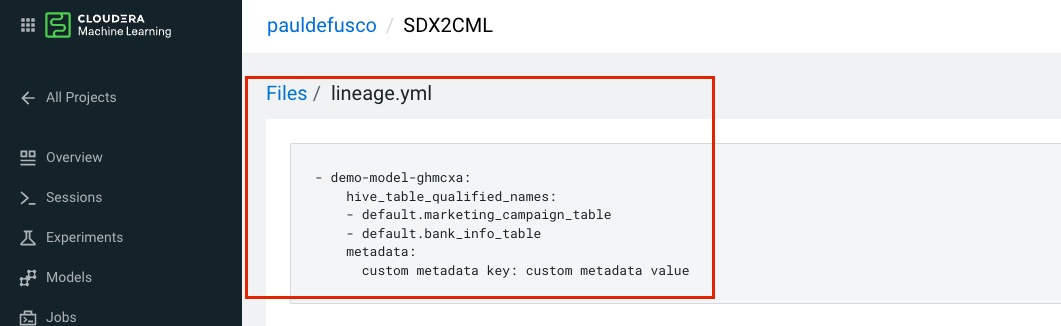 CLOUDERA
Machine Learning
pauldefusco / SDX2CML
All Projects
Files / lineage.yml
Overview
Sessions
Experiments
Models
Jobs
- demo-model-ghmcxa:
    hive_table_qualified_names:
    - default.marketing_campaign_table
    - default.bank_info_table
    metadata:
      custom metadata key: custom metadata value